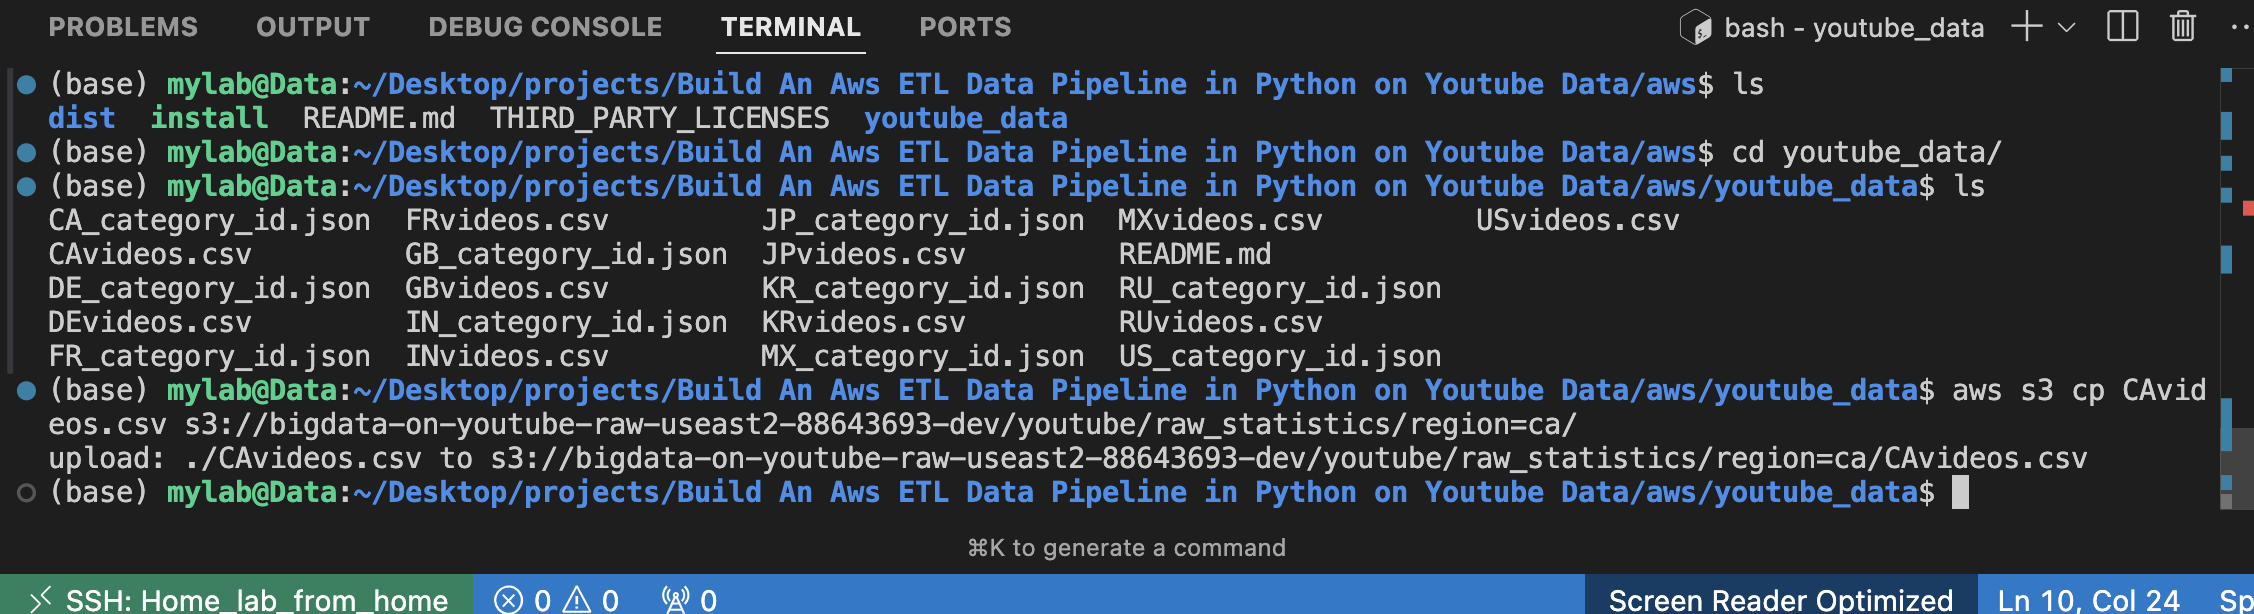 PROBLEMS OUTPUT DEBUG CONSOLE TERMINAL PORTS bash - youtube_data
(base) mylab@Data:~/Desktop/projects/Build An Aws ETL Data Pipeline in Python on Youtube Data/aws$ ls
dist install README.md THIRD_PARTY_LICENSES youtube_data
(base) mylab@Data:~/Desktop/projects/Build An Aws ETL Data Pipeline in Python on Youtube Data/aws$ cd youtube_data/
(base) mylab@Data:~/Desktop/projects/Build An Aws ETL Data Pipeline in Python on Youtube Data/aws/youtube_data$ ls
CA_category_id.json FRvideos.csv JP_category_id.json MXvideos.csv USvideos.csv
CAvideos.csv GB_category_id.json JPvideos.csv README.md
DE_category_id.json GBvideos.csv KR_category_id.json RU_category_id.json
DEvideos.csv IN_category_id.json KRvideos.csv RUvideos.csv
FR_category_id.json INvideos.csv MX_category_id.json US_category_id.json
(base) mylab@Data:~/Desktop/projects/Build An Aws ETL Data Pipeline in Python on Youtube Data/aws/youtube_data$ aws s3 cp CAvid
eos.csv s3://bigdata-on-youtube-raw-useast2-88643693-dev/youtube/raw_statistics/region=ca/
upload: ./CAvideos.csv to s3://bigdata-on-youtube-raw-useast2-88643693-dev/youtube/raw_statistics/region=ca/CAvideos.csv
(base) mylab@Data:~/Desktop/projects/Build An Aws ETL Data Pipeline in Python on Youtube Data/aws/youtube_data$
⌘K to generate a command
SSH: Home_lab_from_home 0 0 0 Screen Reader Optimized Ln 10, Col 24 Sp